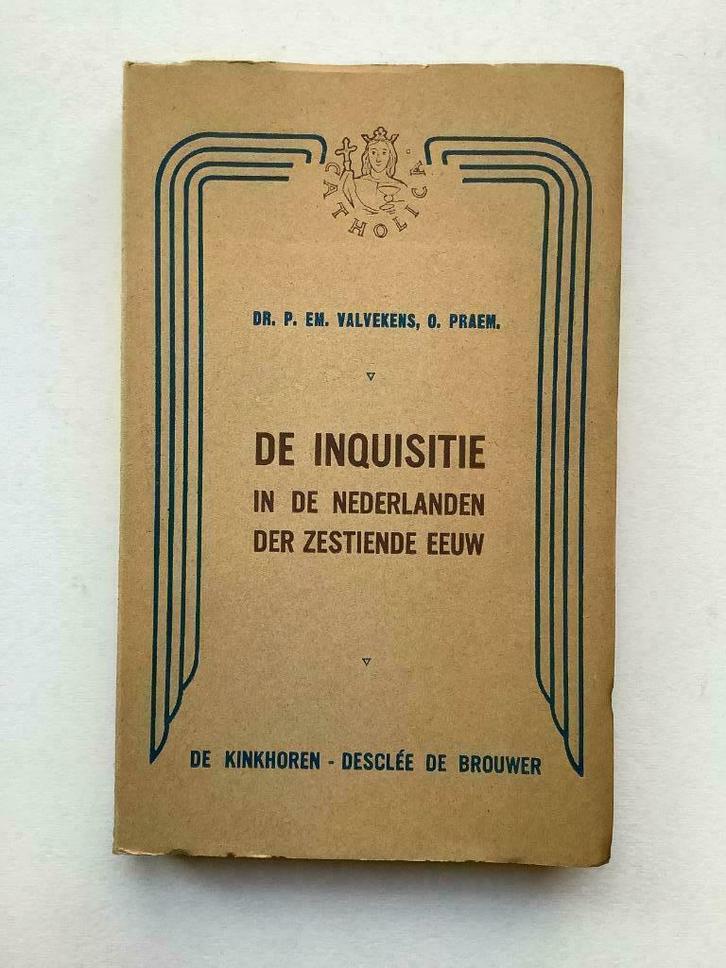 CATHOLICA
DR. P. EM. VALVEKENS, O. PRAEM.
DE INQUISITIE
IN DE NEDERLANDEN
DER ZESTIENDE EEUW
DE KINKHOREN - DESCLÉE DE BROUWER